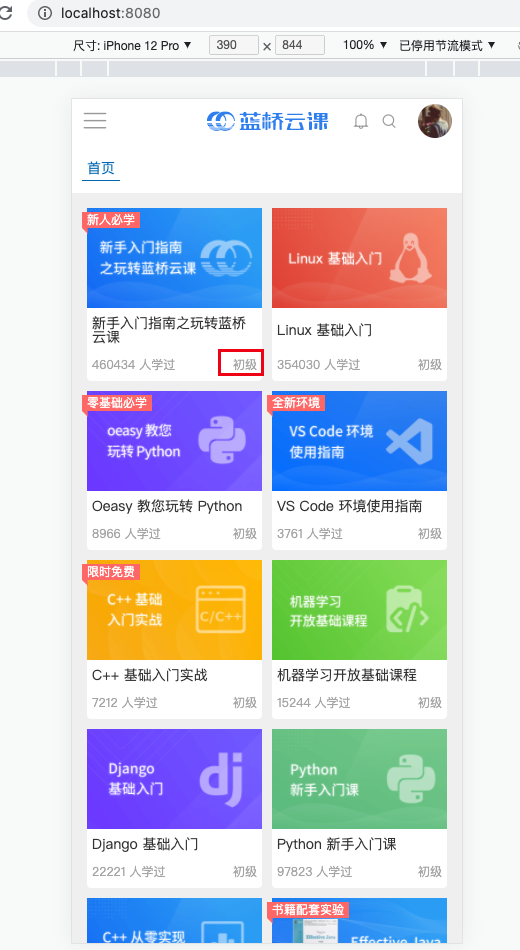 localhost:8080
尺寸: iPhone 12 Pro ▼ 390 × 844 100% ▼ 已停用节流模式 ▼
蓝桥云课
首页
新人必学
新手入门指南
之玩转蓝桥云课
新手入门指南之玩转蓝桥
云课
460434 人学过 初级
Linux 基础入门
Linux 基础入门
354030 人学过 初级
零基础必学
oeasy 教您
玩转 Python
Oeasy 教您玩转 Python
8966 人学过 初级
全新环境
VS Code 环境
使用指南
VS Code 环境使用指南
3761 人学过 初级
限时免费
C++ 基础
入门实战
C/C++
C++ 基础入门实战
7212 人学过 初级
机器学习
开放基础课程
机器学习开放基础课程
15244 人学过 初级
Django
基础入门
dj
Django 基础入门
22221 人学过 初级
Python
新手入门课
Python 新手入门课
97823 人学过 初级
C++ 从零实现
书籍配套实验
Effective Java